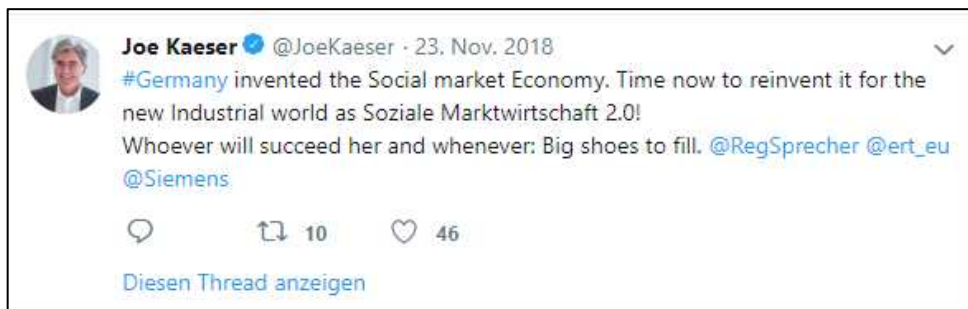 Joe Kaeser @JoeKaeser · 23. Nov. 2018
#Germany invented the Social market Economy. Time now to reinvent it for the
new Industrial world as Soziale Marktwirtschaft 2.0!
Whoever will succeed her and whenever: Big shoes to fill. @RegSprecher @ert_eu
@Siemens
10 46
Diesen Thread anzeigen